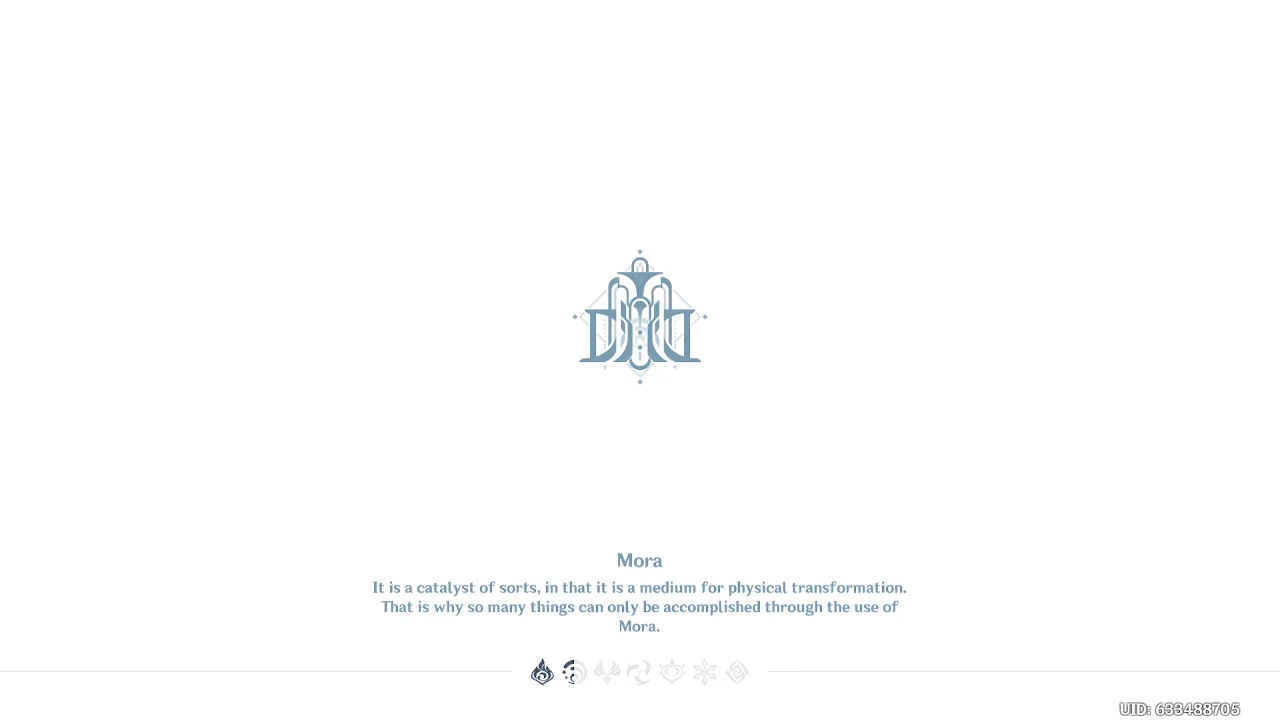 Mora
It is a catalyst of sorts, in that it is a medium for physical transformation.
That is why so many things can only be accomplished through the use of
Mora.
UID: 633488705